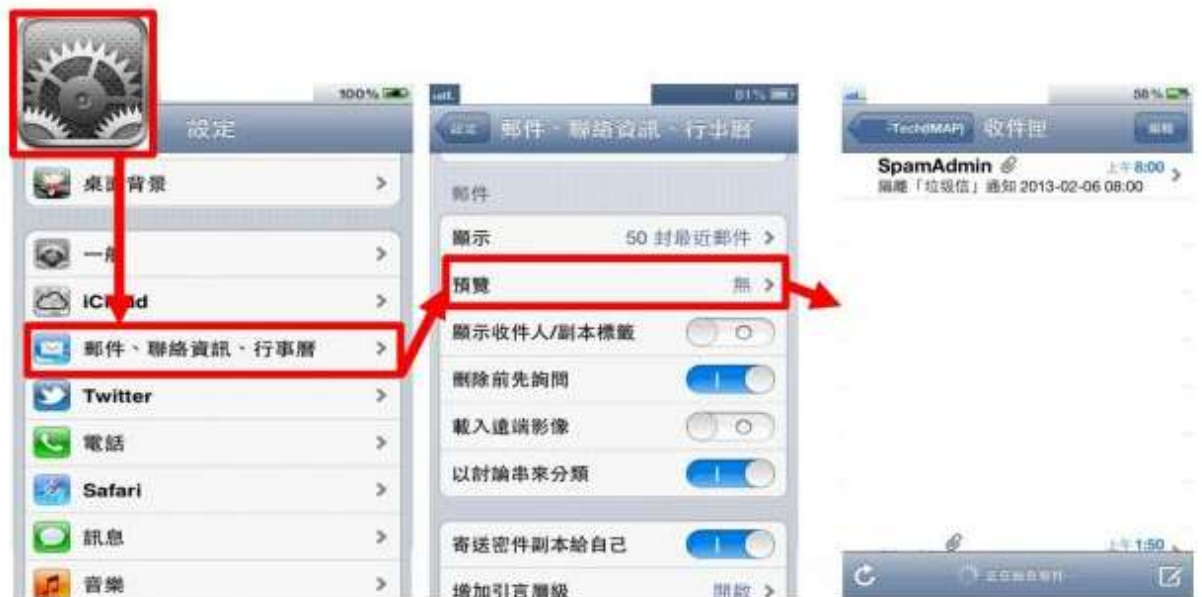 100%
設定
桌面背景
一般
iCloud
郵件、聯絡資訊、行事曆
Twitter
電話
Safari
訊息
音樂
81%
設定
郵件、聯絡資訊、行事曆
郵件
顯示 50 封最近郵件
預覽 無
顯示收件人/副本標籤
刪除前先詢問
載入遠端影像
以討論串來分類
寄送密件副本給自己
增加引言層級 開啟
58%
-Tech(IMAP) 收件匣 編輯
SpamAdmin 上午 8:00
隔離「垃圾信」通知 2013-02-06 08:00
上午 1:50